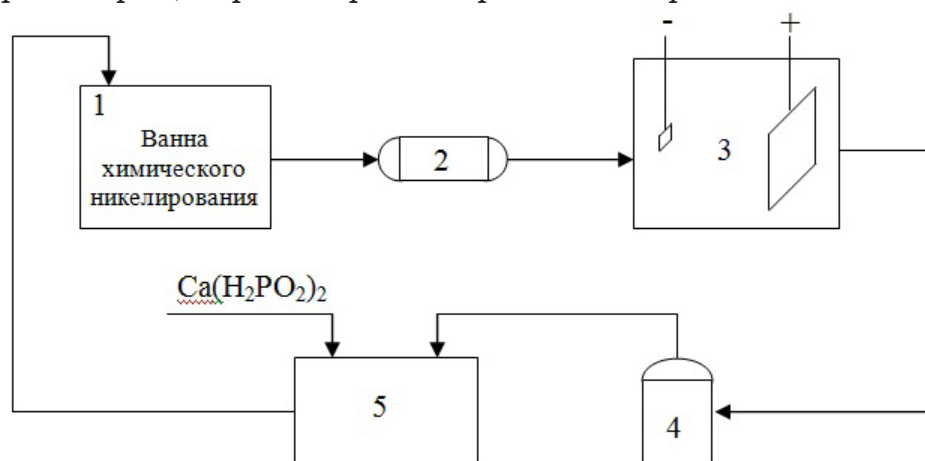 - +
1
Ванна
химического
никелирования
2
3
Ca(H₂PO₂)₂
5
4